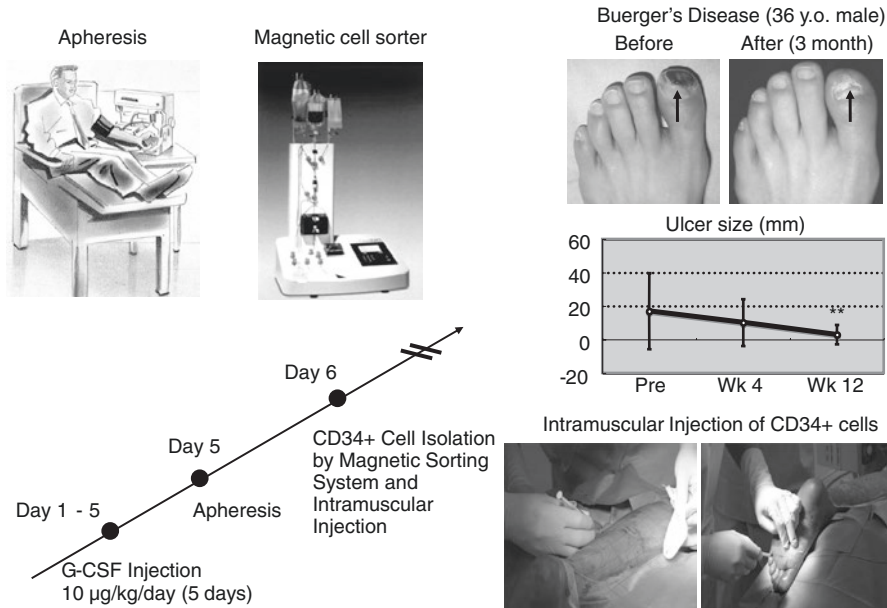 Apheresis
Magnetic cell sorter
Day 1 - 5
G-CSF Injection
10 μg/kg/day (5 days)
Day 5
Apheresis
Day 6
CD34+ Cell Isolation
by Magnetic Sorting
System and
Intramuscular
Injection
Buerger's Disease (36 y.o. male)
Before
After (3 month)
Ulcer size (mm)
60
40
20
0
-20
**
Pre
Wk 4
Wk 12
Intramuscular Injection of CD34+ cells